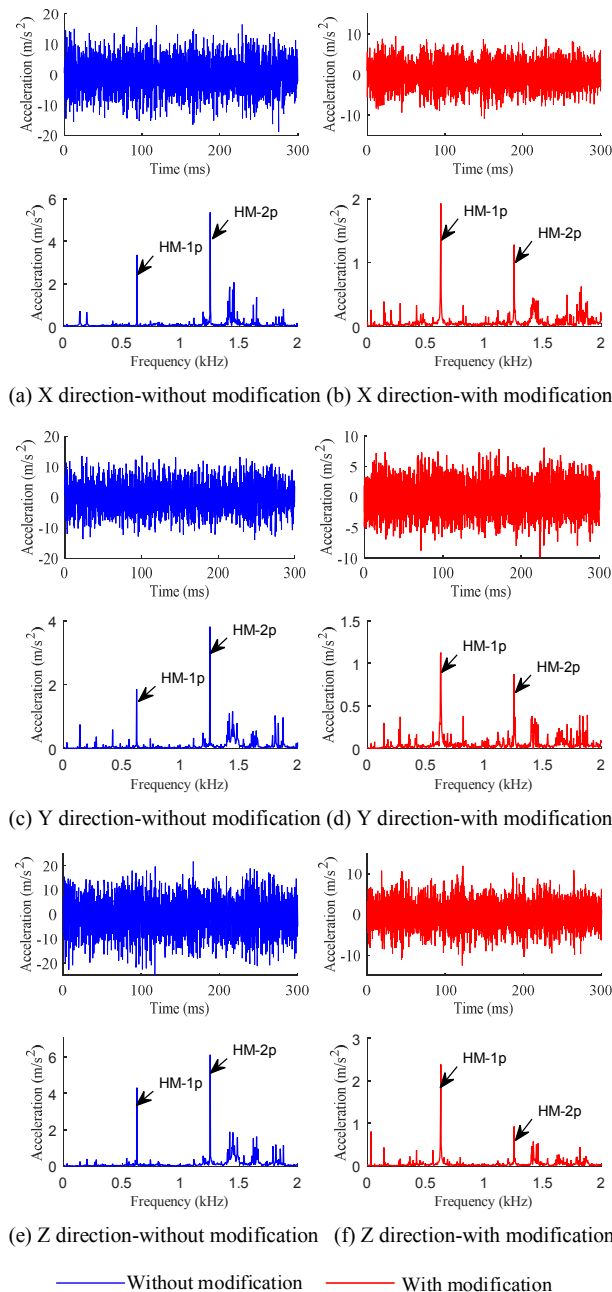 Acceleration (m/s²)
20
10
0
-10
-20
0
100
200
300
Time (ms)
Acceleration (m/s²)
10
0
-10
0
100
200
300
Time (ms)
Acceleration (m/s²)
6
4
2
0
HM-1p
HM-2p
0
0.5
1
1.5
2
Frequency (kHz)
Acceleration (m/s²)
2
1
0
HM-1p
HM-2p
0
0.5
1
1.5
2
Frequency (kHz)
(a) X direction-without modification
(b) X direction-with modification
Acceleration (m/s²)
20
10
0
-10
-20
0
100
200
300
Time (ms)
Acceleration (m/s²)
10
5
0
-5
-10
0
100
200
300
Time (ms)
Acceleration (m/s²)
4
2
0
HM-1p
HM-2p
0
0.5
1
1.5
2
Frequency (kHz)
Acceleration (m/s²)
1.5
1
0.5
0
HM-1p
HM-2p
0
0.5
1
1.5
2
Frequency (kHz)
(c) Y direction-without modification
(d) Y direction-with modification
Acceleration (m/s²)
20
10
0
-10
-20
0
100
200
300
Time (ms)
Acceleration (m/s²)
10
0
-10
0
100
200
300
Time (ms)
Acceleration (m/s²)
6
4
2
0
HM-1p
HM-2p
0
0.5
1
1.5
2
Frequency (kHz)
Acceleration (m/s²)
3
2
1
0
HM-1p
HM-2p
0
0.5
1
1.5
2
Frequency (kHz)
(e) Z direction-without modification
(f) Z direction-with modification
Without modification
With modification